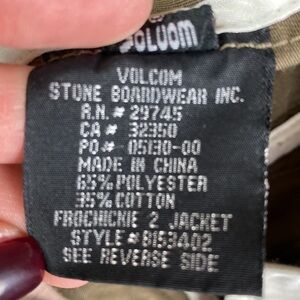 VOLCOM
VOLCOM
STONE BOARDWEAR INC.
R.N. # 29745
CA # 32350
PO# 05130-00
MADE IN CHINA
65% POLYESTER
35% COTTON
FROCHICKIE 2 JACKET
STYLE # B153402
SEE REVERSE SIDE